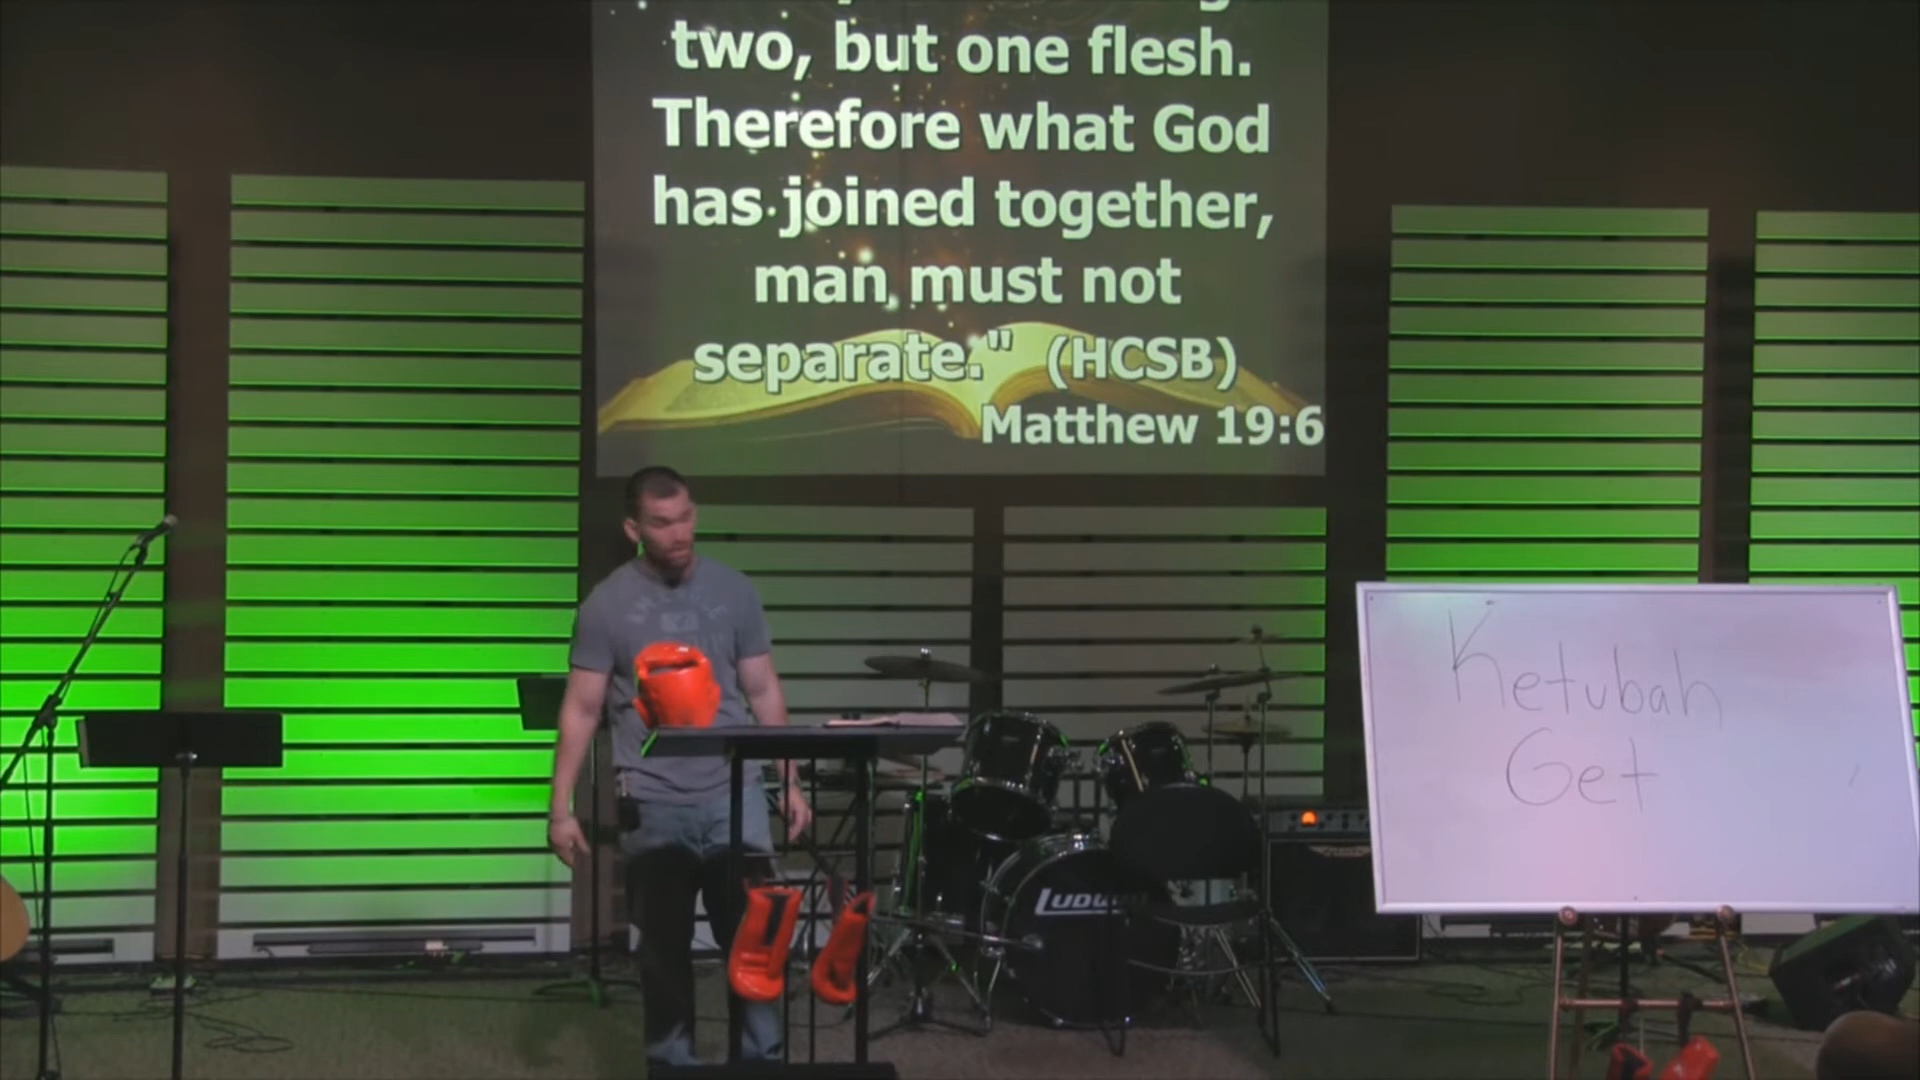 two, but one flesh.
Therefore what God
has joined together,
man must not
separate." (HCSB)
Matthew 19:6
Ketubah
Get